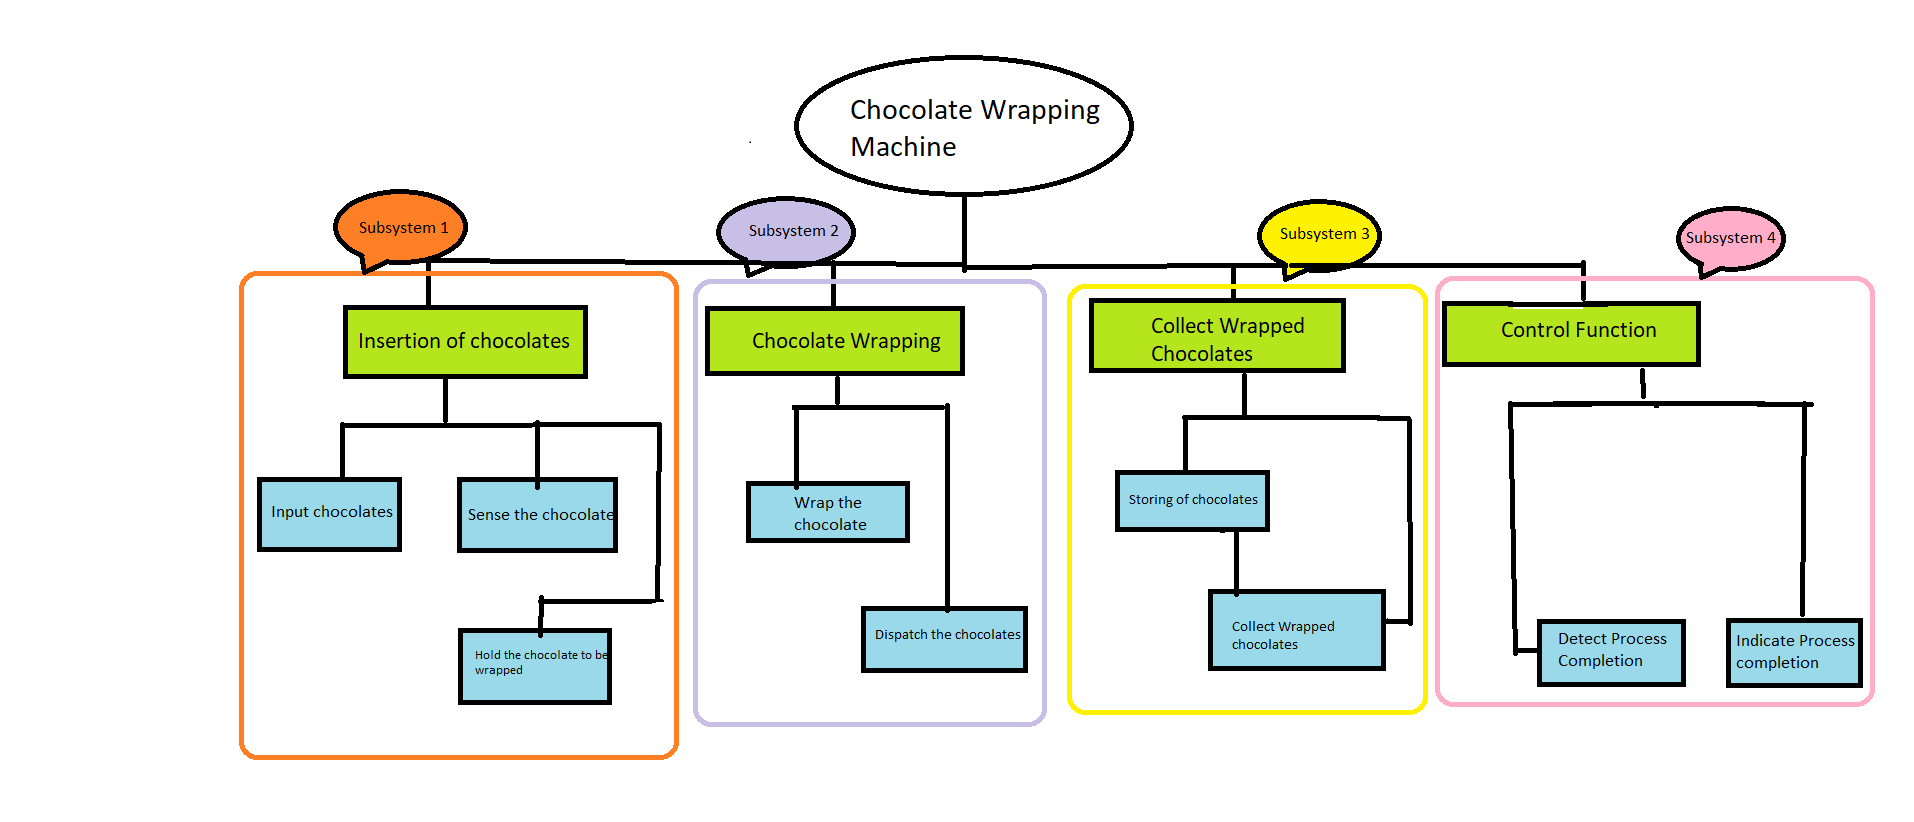 Chocolate Wrapping
Machine
Subsystem 1
Subsystem 2
Subsystem 3
Subsystem 4
Insertion of chocolates
Chocolate Wrapping
Collect Wrapped
Chocolates
Control Function
Input chocolates
Sense the chocolate
Hold the chocolate to be
wrapped
Wrap the
chocolate
Dispatch the chocolates
Storing of chocolates
Collect Wrapped
chocolates
Detect Process
Completion
Indicate Process
completion